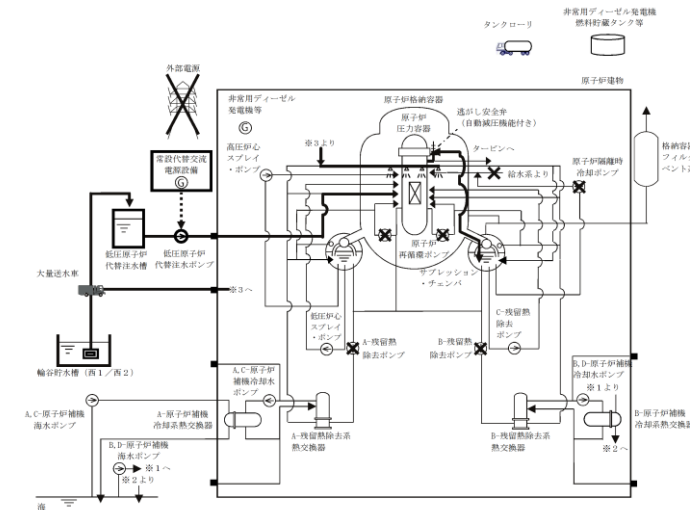 タンクローリ
非常用ディーゼル発電機
燃料貯蔵タンク等
外部電源
原子炉建物
非常用ディーゼル
発電機等
G
原子炉格納容器
原子炉
圧力容器
逃がし安全弁
(自動減圧機能付き)
高圧炉心
スプレイ
・ポンプ
※3より
タービンへ
給水系より
原子炉隔離時
冷却ポンプ
格納容器
フィル
ベント
常設代替交流
電源設備
G
低圧原子炉
代替注水槽
低圧原子炉
代替注水ポンプ
原子炉
再循環ポンプ
サプレッション
・チェンバ
大量送水車
※3へ
輪谷貯水槽(西1/西2)
低圧炉心
スプレイ
・ポンプ
A-残留熱
除去ポンプ
B-残留熱
除去ポンプ
C-残留熱
除去
ポンプ
A,C-原子炉
補機冷却水
ポンプ
B,D-原子炉補機
冷却水ポンプ
※1より
A,C-原子炉補機
海水ポンプ
A-原子炉補機
冷却系熱交換器
B-原子炉補機
冷却系熱交換
A-残留熱除去系
熱交換器
B-残留熱除去系
熱交換器
※2へ
B,D-原子炉補機
海水ポンプ
※1へ
※2より
海